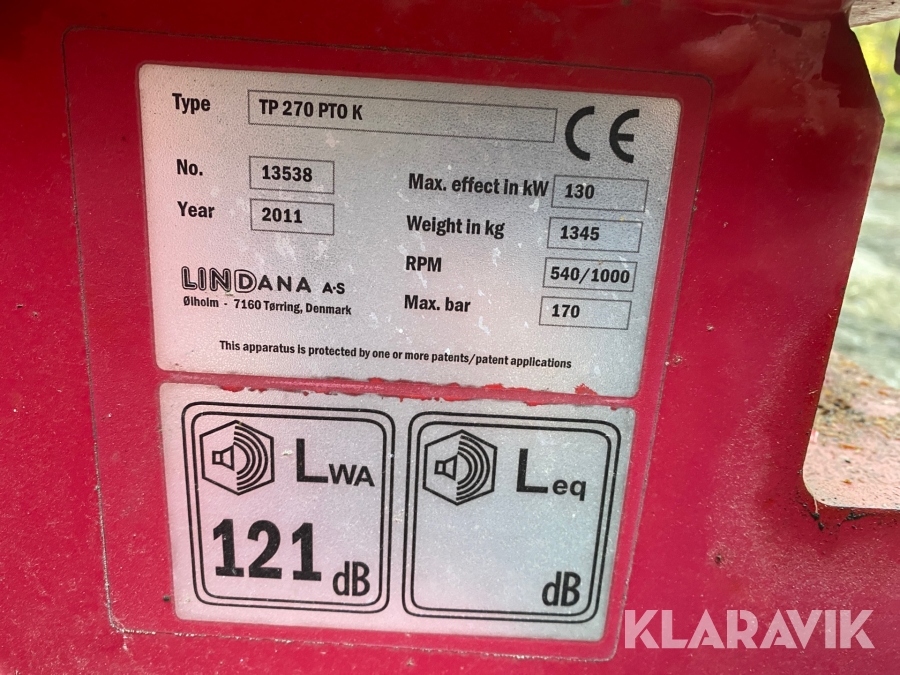 Type TP 270 PTO K
CE
No. 13538
Year 2011
Max. effect in kW 130
Weight in kg 1345
RPM 540/1000
Max. bar 170
LINDANA A·S
Ølholm - 7160 Tørring, Denmark
This apparatus is protected by one or more patents/patent applications
LWA
121 dB
Leq
dB
KLARAVIK